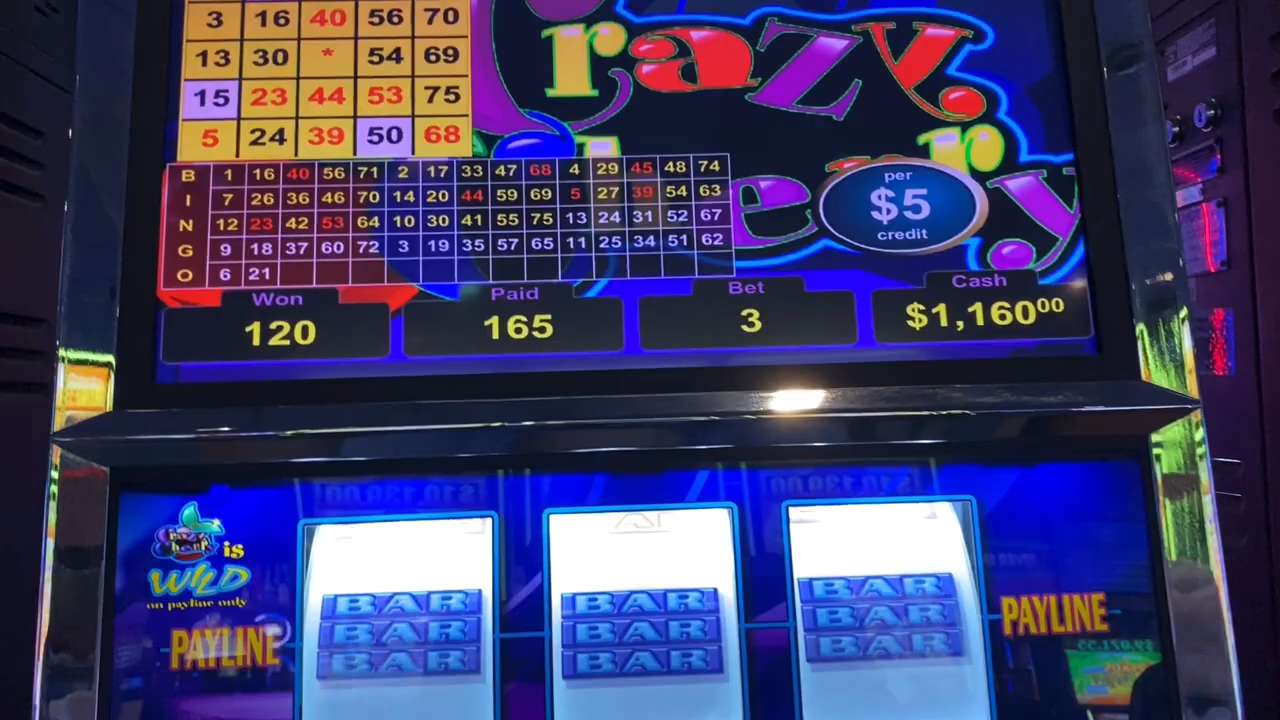 3 16 40 56 70
13 30 * 54 69
15 23 44 53 75
5 24 39 50 68
Crazy
Cherry
B 1 16 40 56 71 2 17 33 47 68 4 29 45 48 74
I 7 26 36 46 70 14 20 44 59 69 5 27 39 54 63
N 12 23 42 53 64 10 30 41 55 75 13 24 31 52 67
G 9 18 37 60 72 3 19 35 57 65 11 25 34 51 62
O 6 21
per
$5
credit
Won Paid Bet Cash
120 165 3 $1,160.00
Crazy
Cherry is
WILD
on payline only
PAYLINE
BAR BAR BAR
BAR BAR BAR
BAR BAR BAR
PAYLINE